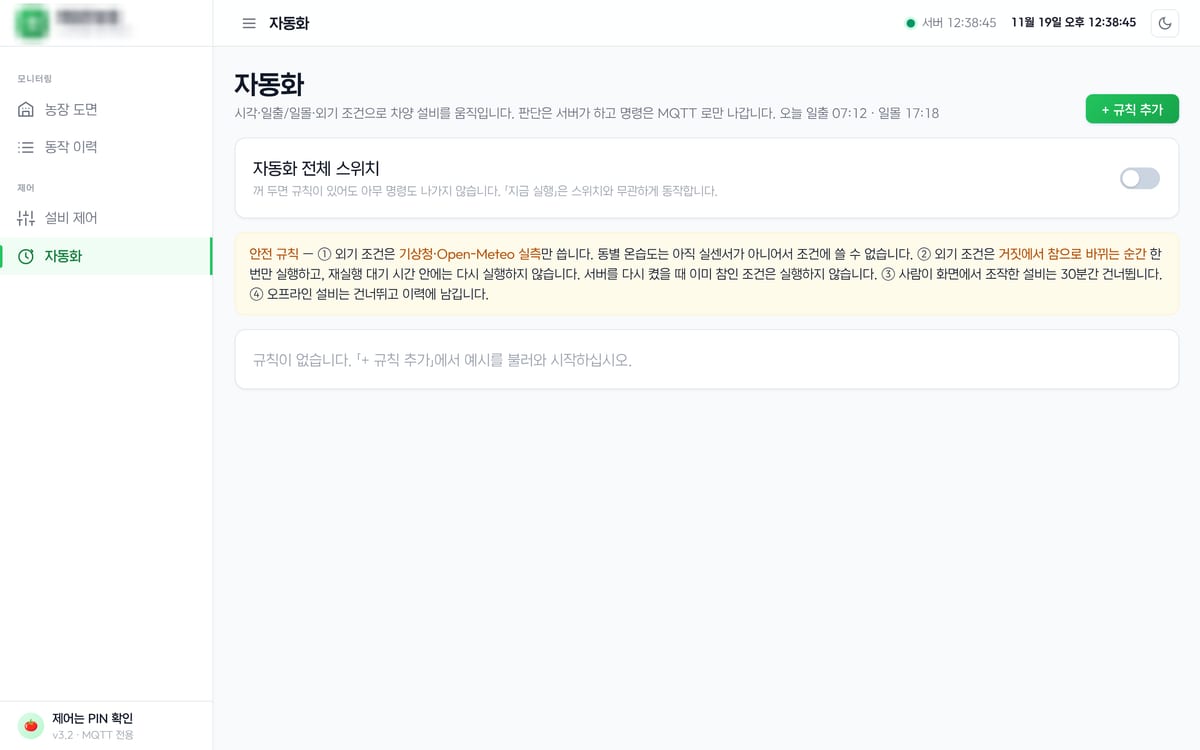 자동화
서버 12:38:45
11월 19일 오후 12:38:45
모니터링
농장 도면
동작 이력
제어
설비 제어
자동화
자동화
시각·일출/일몰·외기 조건으로 차양 설비를 움직입니다. 판단은 서버가 하고 명령은 MQTT 로만 나갑니다. 오늘 일출 07:12 · 일몰 17:18
+ 규칙 추가
자동화 전체 스위치
꺼 두면 규칙이 있어도 아무 명령도 나가지 않습니다. 「지금 실행」은 스위치와 무관하게 동작합니다.
안전 규칙 — ① 외기 조건은 기상청·Open-Meteo 실측만 씁니다. 동별 온습도는 아직 실센서가 아니어서 조건에 쓸 수 없습니다. ② 외기 조건은 거짓에서 참으로 바뀌는 순간 한
번만 실행하고, 재실행 대기 시간 안에는 다시 실행하지 않습니다. 서버를 다시 켰을 때 이미 참인 조건은 실행하지 않습니다. ③ 사람이 화면에서 조작한 설비는 30분간 건너뜁니다.
④ 오프라인 설비는 건너뛰고 이력에 남깁니다.
규칙이 없습니다. 「+ 규칙 추가」에서 예시를 불러와 시작하십시오.
제어는 PIN 확인
v3.2 · MQTT 전용